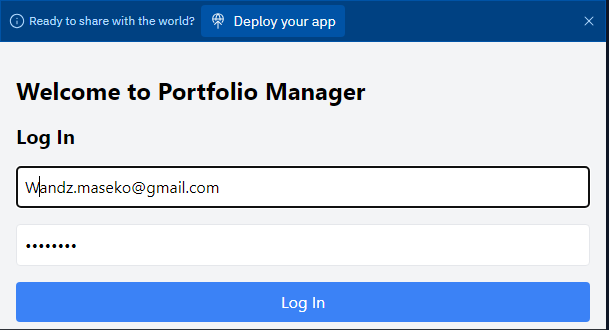 Ready to share with the world? Deploy your app
Welcome to Portfolio Manager
Log In
Wandz.maseko@gmail.com
••••••••
Log In